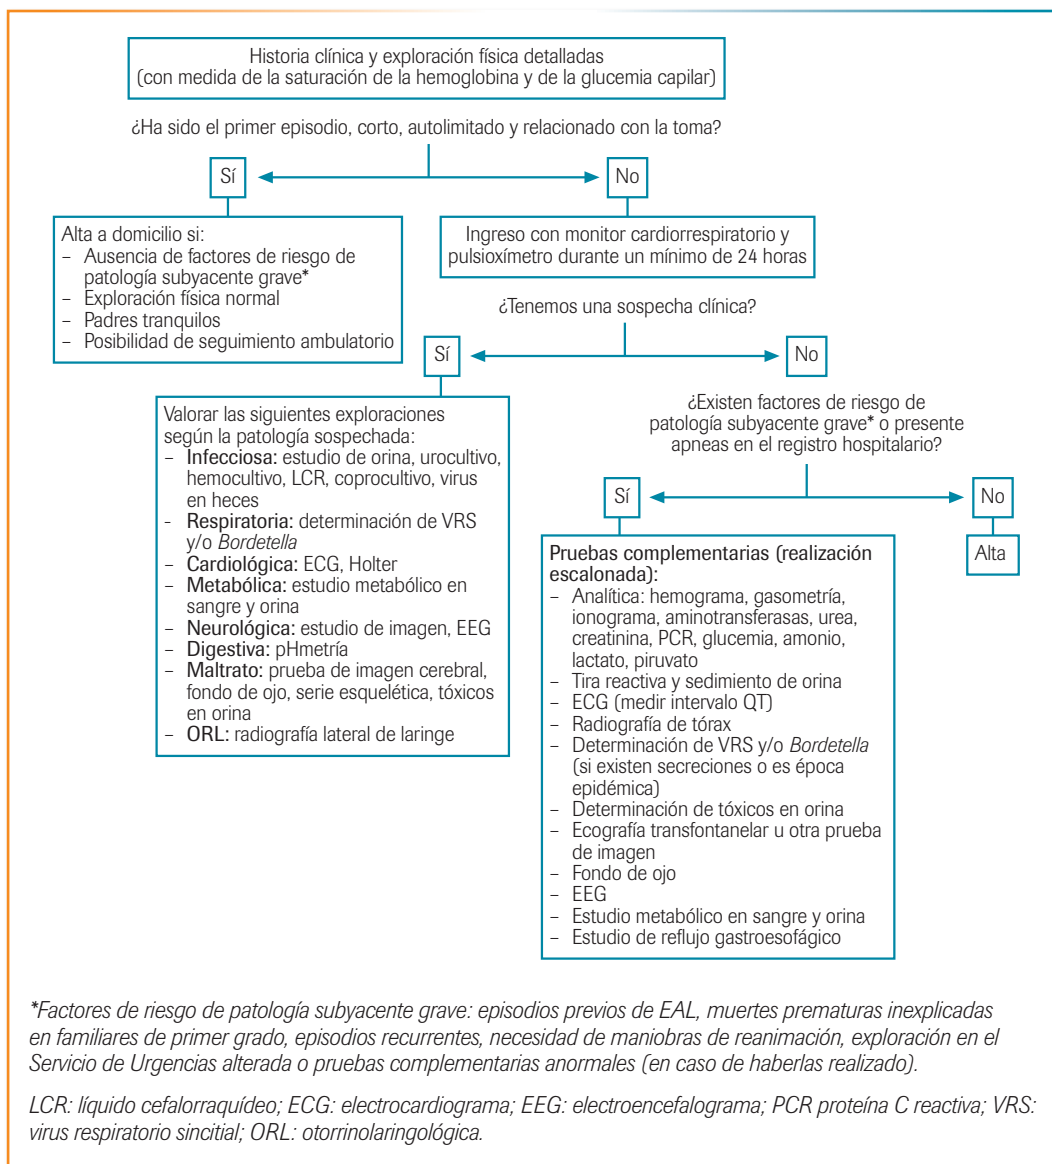 Historia clínica y exploración física detalladas
(con medida de la saturación de la hemoglobina y de la glucemia capilar)
¿Ha sido el primer episodio, corto, autolimitado y relacionado con la toma?
Sí
No
Alta a domicilio si:
– Ausencia de factores de riesgo de
patología subyacente grave*
– Exploración física normal
– Padres tranquilos
– Posibilidad de seguimiento ambulatorio
Ingreso con monitor cardiorrespiratorio y
pulsioxímetro durante un mínimo de 24 horas
¿Tenemos una sospecha clínica?
Sí
No
Valorar las siguientes exploraciones
según la patología sospechada:
– Infecciosa: estudio de orina, urocultivo,
hemocultivo, LCR, coprocultivo, virus
en heces
- Respiratoria: determinación de VRS
y/o Bordetella
– Cardiológica: ECG, Holter
– Metabólica: estudio metabólico en
sangre y orina
– Neurológica: estudio de imagen, EEG
– Digestiva: pHmetría
– Maltrato: prueba de imagen cerebral,
fondo de ojo, serie esquelética, tóxicos
en orina
– ORL: radiografía lateral de laringe
¿Existen factores de riesgo de
patología subyacente grave* o presente
apneas en el registro hospitalario?
Sí
No
Pruebas complementarias (realización
escalonada):
– Analítica: hemograma, gasometría,
ionograma, aminotransferasas, urea,
creatinina, PCR, glucemia, amonio,
lactato, piruvato
– Tira reactiva y sedimento de orina
– ECG (medir intervalo QT)
– Radiografía de tórax
– Determinación de VRS y/o Bordetella
(si existen secreciones o es época
epidémica)
– Determinación de tóxicos en orina
– Ecografía transfontanelar u otra prueba
de imagen
– Fondo de ojo
– EEG
– Estudio metabólico en sangre y orina
– Estudio de reflujo gastroesofágico
Alta
*Factores de riesgo de patología subyacente grave: episodios previos de EAL, muertes prematuras inexplicadas
en familiares de primer grado, episodios recurrentes, necesidad de maniobras de reanimación, exploración en el
Servicio de Urgencias alterada o pruebas complementarias anormales (en caso de haberlas realizado).
LCR: líquido cefalorraquídeo; ECG: electrocardiograma; EEG: electroencefalograma; PCR proteína C reactiva; VRS:
virus respiratorio sincitial; ORL: otorrinolaringológica.